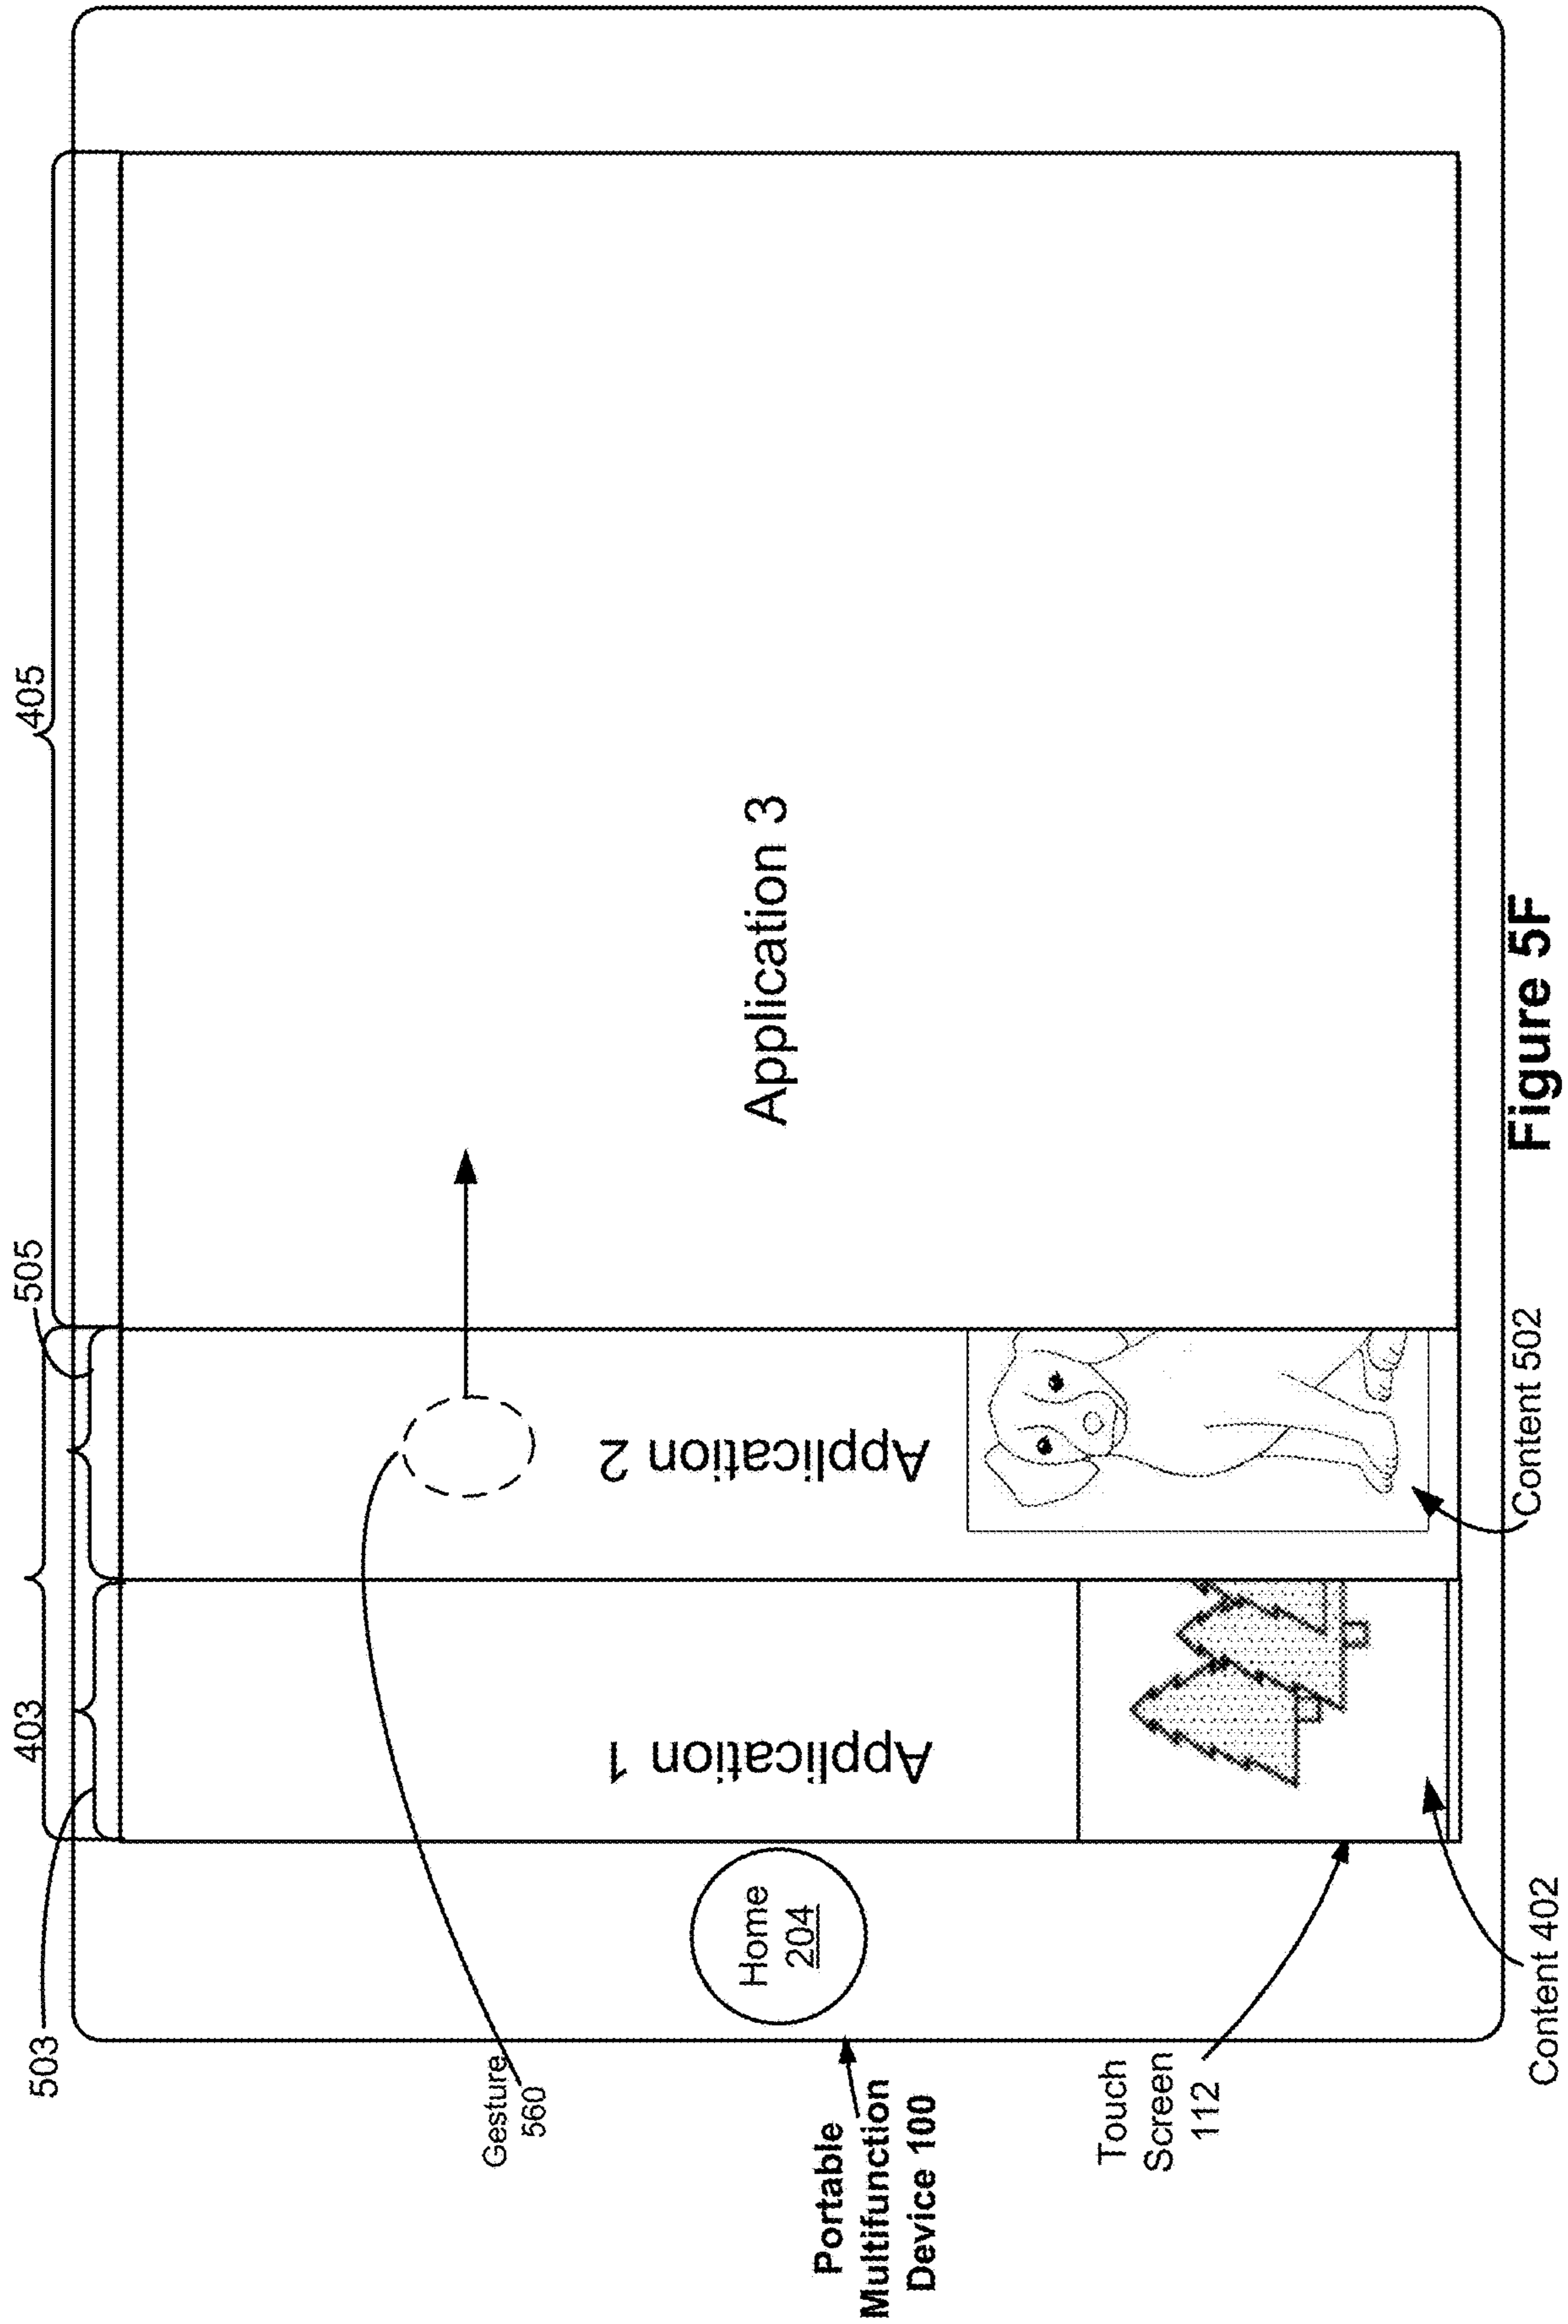 503
403
505
405
Gesture
560
Portable
Multifunction
Device 100
Home
204
Application 1
Application 2
Application 3
Touch
Screen
112
Content 402
Content 502
Figure 5F